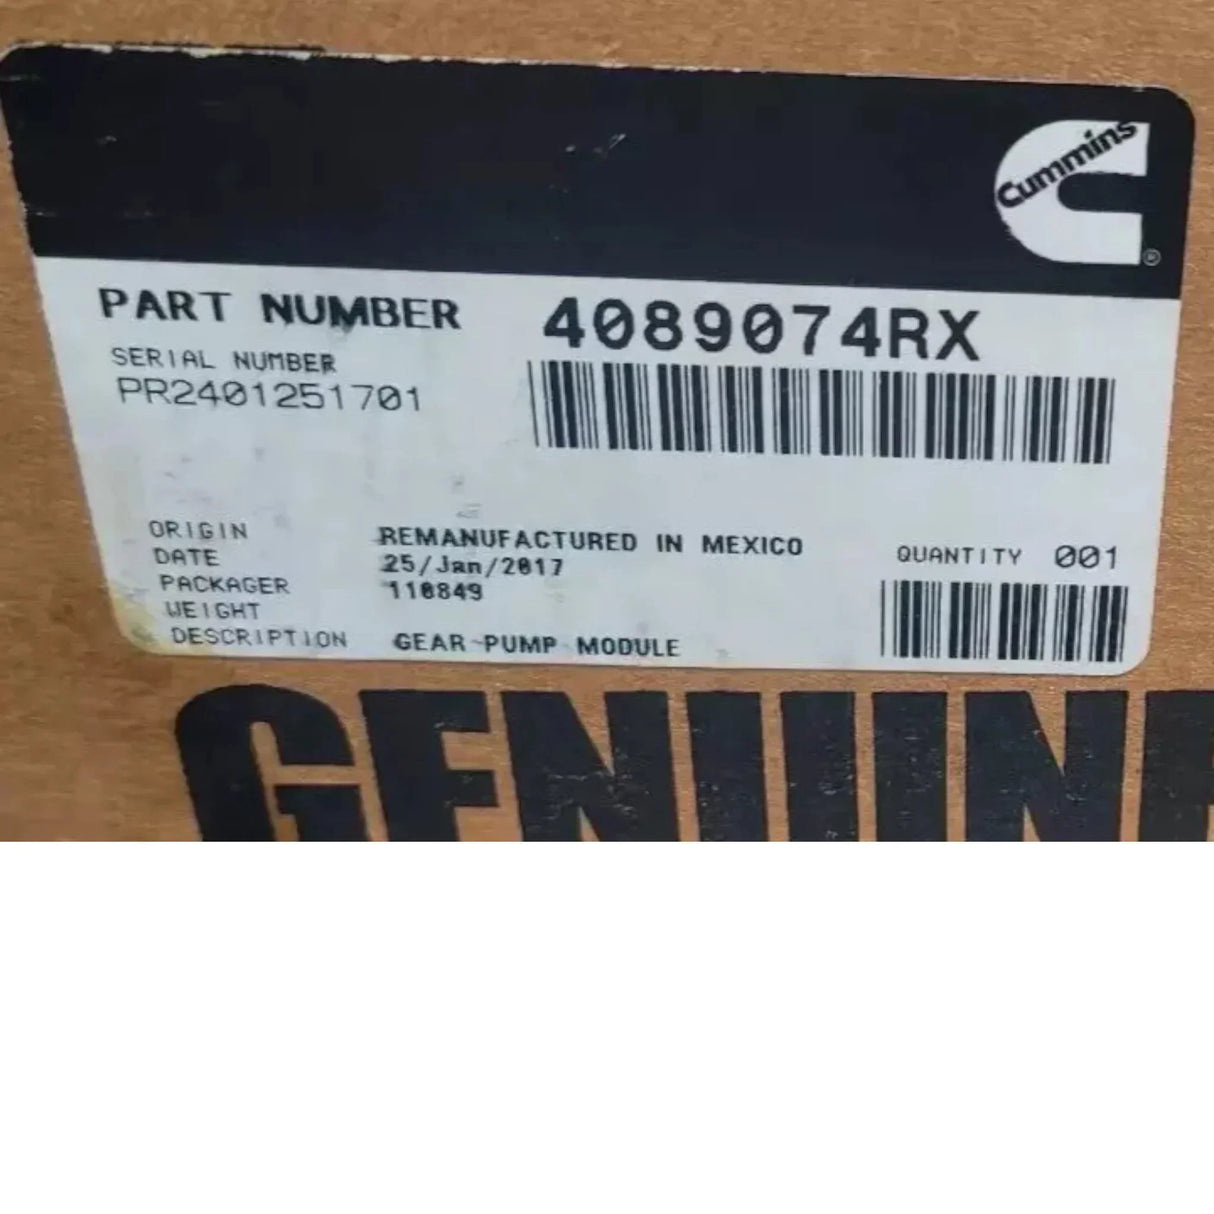 Cummins
®
PART NUMBER 4089074RX
SERIAL NUMBER
PR2401251701
ORIGIN REMANUFACTURED IN MEXICO
DATE 25/Jan/2017
PACKAGER 110849
WEIGHT
DESCRIPTION GEAR-PUMP MODULE
QUANTITY 001
GENUINE